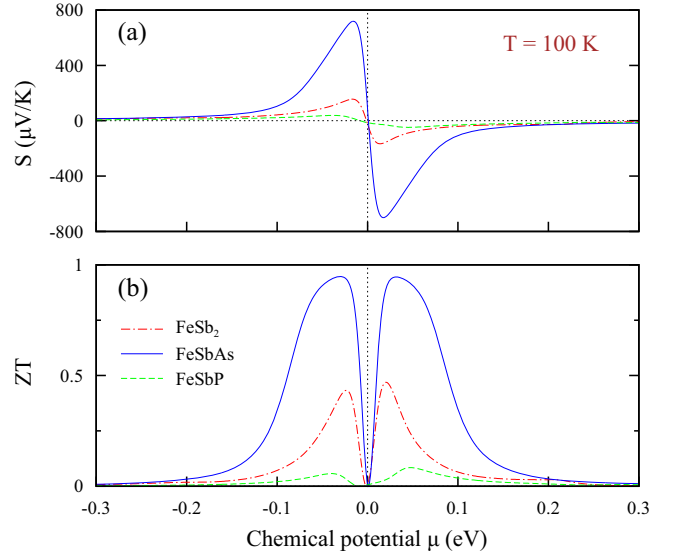 (a)
T = 100 K
S (μV/K)
800
400
0
-400
-800
(b)
FeSb₂
FeSbAs
FeSbP
ZT
1
0.5
0
-0.3 -0.2 -0.1 0.0 0.1 0.2 0.3
Chemical potential μ (eV)